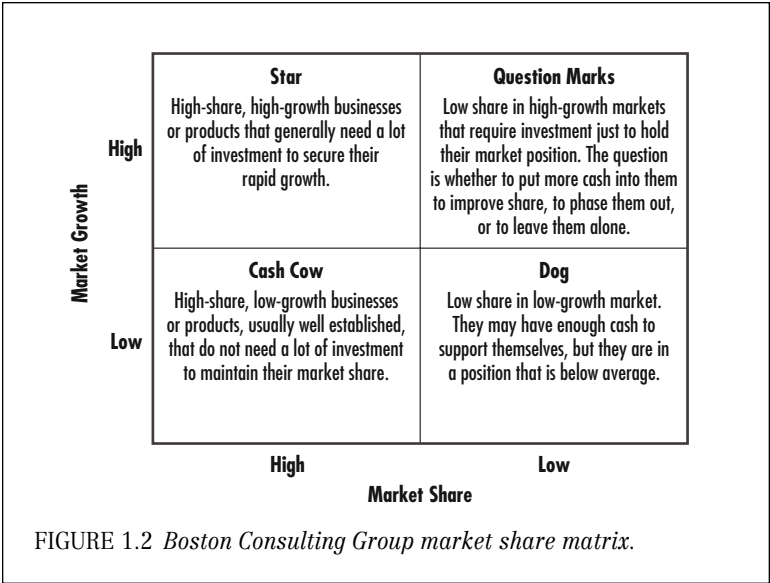 Star
High-share, high-growth businesses
or products that generally need a lot
of investment to secure their
rapid growth.
Question Marks
Low share in high-growth markets
that require investment just to hold
their market position. The question
is whether to put more cash into them
to improve share, to phase them out,
or to leave them alone.
High
Market Growth
Cash Cow
High-share, low-growth businesses
or products, usually well established,
that do not need a lot of investment
to maintain their market share.
Dog
Low share in low-growth market.
They may have enough cash to
support themselves, but they are in
a position that is below average.
Low
High
Low
Market Share
FIGURE 1.2 Boston Consulting Group market share matrix.